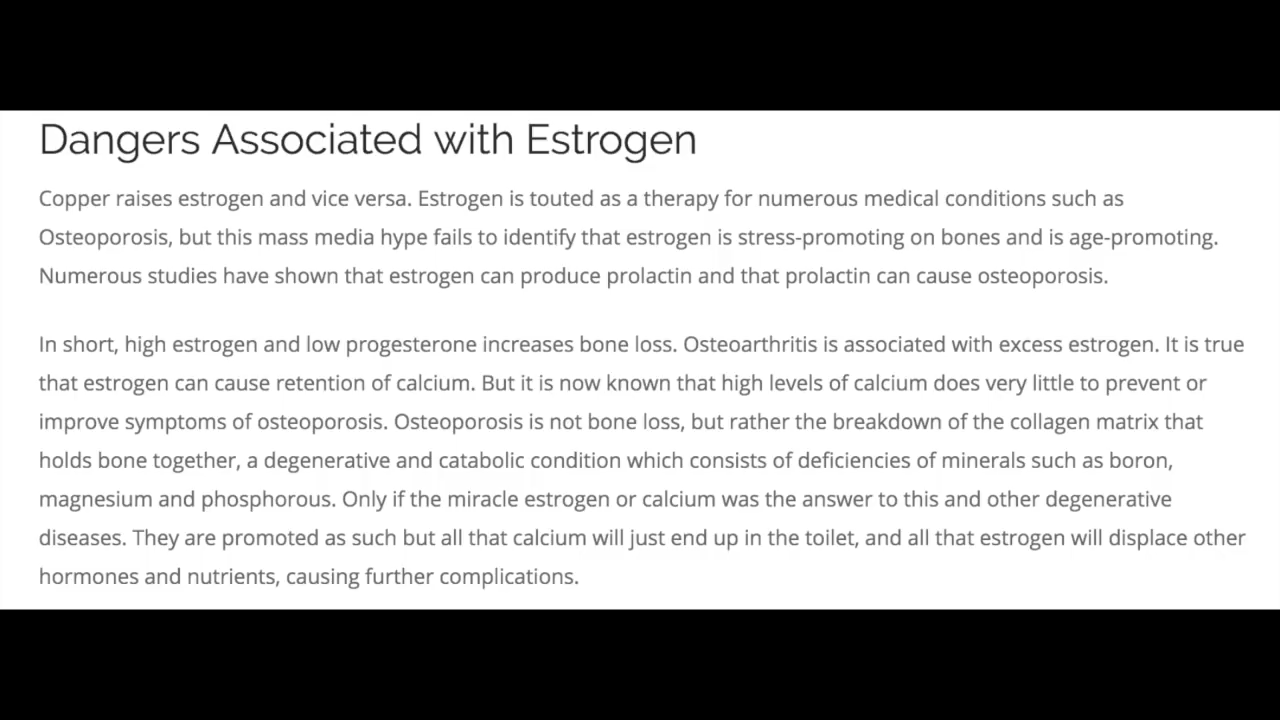 Dangers Associated with Estrogen
Copper raises estrogen and vice versa. Estrogen is touted as a therapy for numerous medical conditions such as
Osteoporosis, but this mass media hype fails to identify that estrogen is stress-promoting on bones and is age-promoting.
Numerous studies have shown that estrogen can produce prolactin and that prolactin can cause osteoporosis.
In short, high estrogen and low progesterone increases bone loss. Osteoarthritis is associated with excess estrogen. It is true
that estrogen can cause retention of calcium. But it is now known that high levels of calcium does very little to prevent or
improve symptoms of osteoporosis. Osteoporosis is not bone loss, but rather the breakdown of the collagen matrix that
holds bone together, a degenerative and catabolic condition which consists of deficiencies of minerals such as boron,
magnesium and phosphorous. Only if the miracle estrogen or calcium was the answer to this and other degenerative
diseases. They are promoted as such but all that calcium will just end up in the toilet, and all that estrogen will displace other
hormones and nutrients, causing further complications.